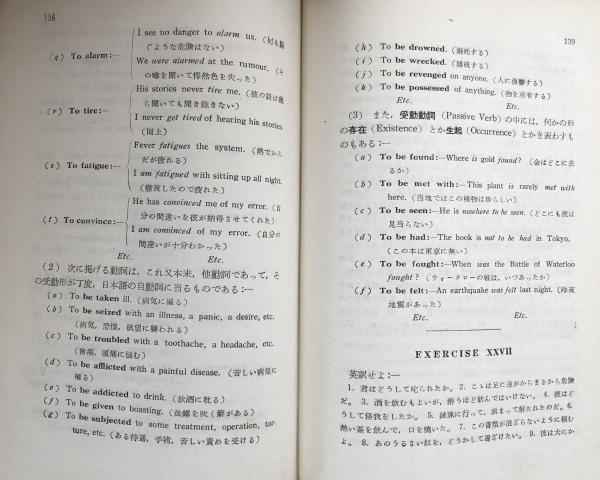 138
(q) To alarm:—
I see no danger to alarm us. (何も騒
ぐような危険はない)
We were alarmed at the rumour. (そ
の噂を聞いて愕然色を失った)
(r) To tire:—
His stories never tire me. (彼の話は幾
ら聞いても聞き飽きない)
I never get tired of hearing his stories.
(同上)
(s) To fatigue:—
Fever fatigues the system. (熱でから
だが疲れる)
I am fatigued with sitting up all night.
(徹夜したので疲れた)
(t) To convince:—
He has convinced me of my error. (自
分の間違いを彼が納得させてくれた)
I am convinced of my error. (自分の
間違いが十分わかった)
Etc. Etc.
(2) 次に掲げる動詞は、これ又本来、他動詞であって、そ
の受動形が丁度、日本語の自動詞に当るものである:—
(a) To be taken ill. (病気に罹る)
(b) To be seized with an illness, a panic, a desire, etc.
(病気、恐惶、欲望に襲われる)
(c) To be troubled with a toothache, a headache, etc.
(歯痛、頭痛に悩む)
(d) To be afflicted with a painful disease. (苦しい病気に
罹る)
(e) To be addicted to drink. (飲酒に耽る)
(f) To be given to boasting. (法螺を吹く癖がある)
(g) To be subjected to some treatment, operation, tor-
ture, etc. (ある待遇、手術、苦しい責めを受ける)
139
(h) To be drowned. (溺死する)
(i) To be wrecked. (難破する)
(j) To be revenged on anyone. (人に復讐する)
(k) To be possessed of anything. (物を所有する)
Etc. Etc.
(3) また、受動動詞 (Passive Verb) の中には、何かの形
の存在 (Existence) とか生起 (Occurrence) とかを表わすも
のもある:—
(a) To be found:—Where is gold found? (金はどこに在
るか)
(b) To be met with:—This plant is rarely met with
here. (当地ではこの植物は珍らしい)
(c) To be seen:—He is nowhere to be seen. (どこにも彼は
見当らない)
(d) To be had:—The book is not to be had in Tokyo.
(この本は東京に無い)
(e) To be fought:—When was the Battle of Waterloo
fought? (ウォータローの戦は、いつあったか)
(f) To be felt:—An earthquake was felt last night. (昨夜
地震があった)
Etc. Etc.
EXERCISE XXVII
英訳せよ:—
1. 君はどうして叱られたか。 2. こゝは足に泥がからまるから危険
だ。 3. 酒を飲むもよいが、酔うほど飲んではいけない。 4. 彼はど
うして怪我をしたか。 5. 銃猟に行って、誤まって射たれたのだ。 6.
熱い茶を飲んで、口を焼いた。 7. この書類が混ざらないように頼む
よ。 8. あのうるさい奴を、どうかして遠ざけたい。 9. 彼は犬にか